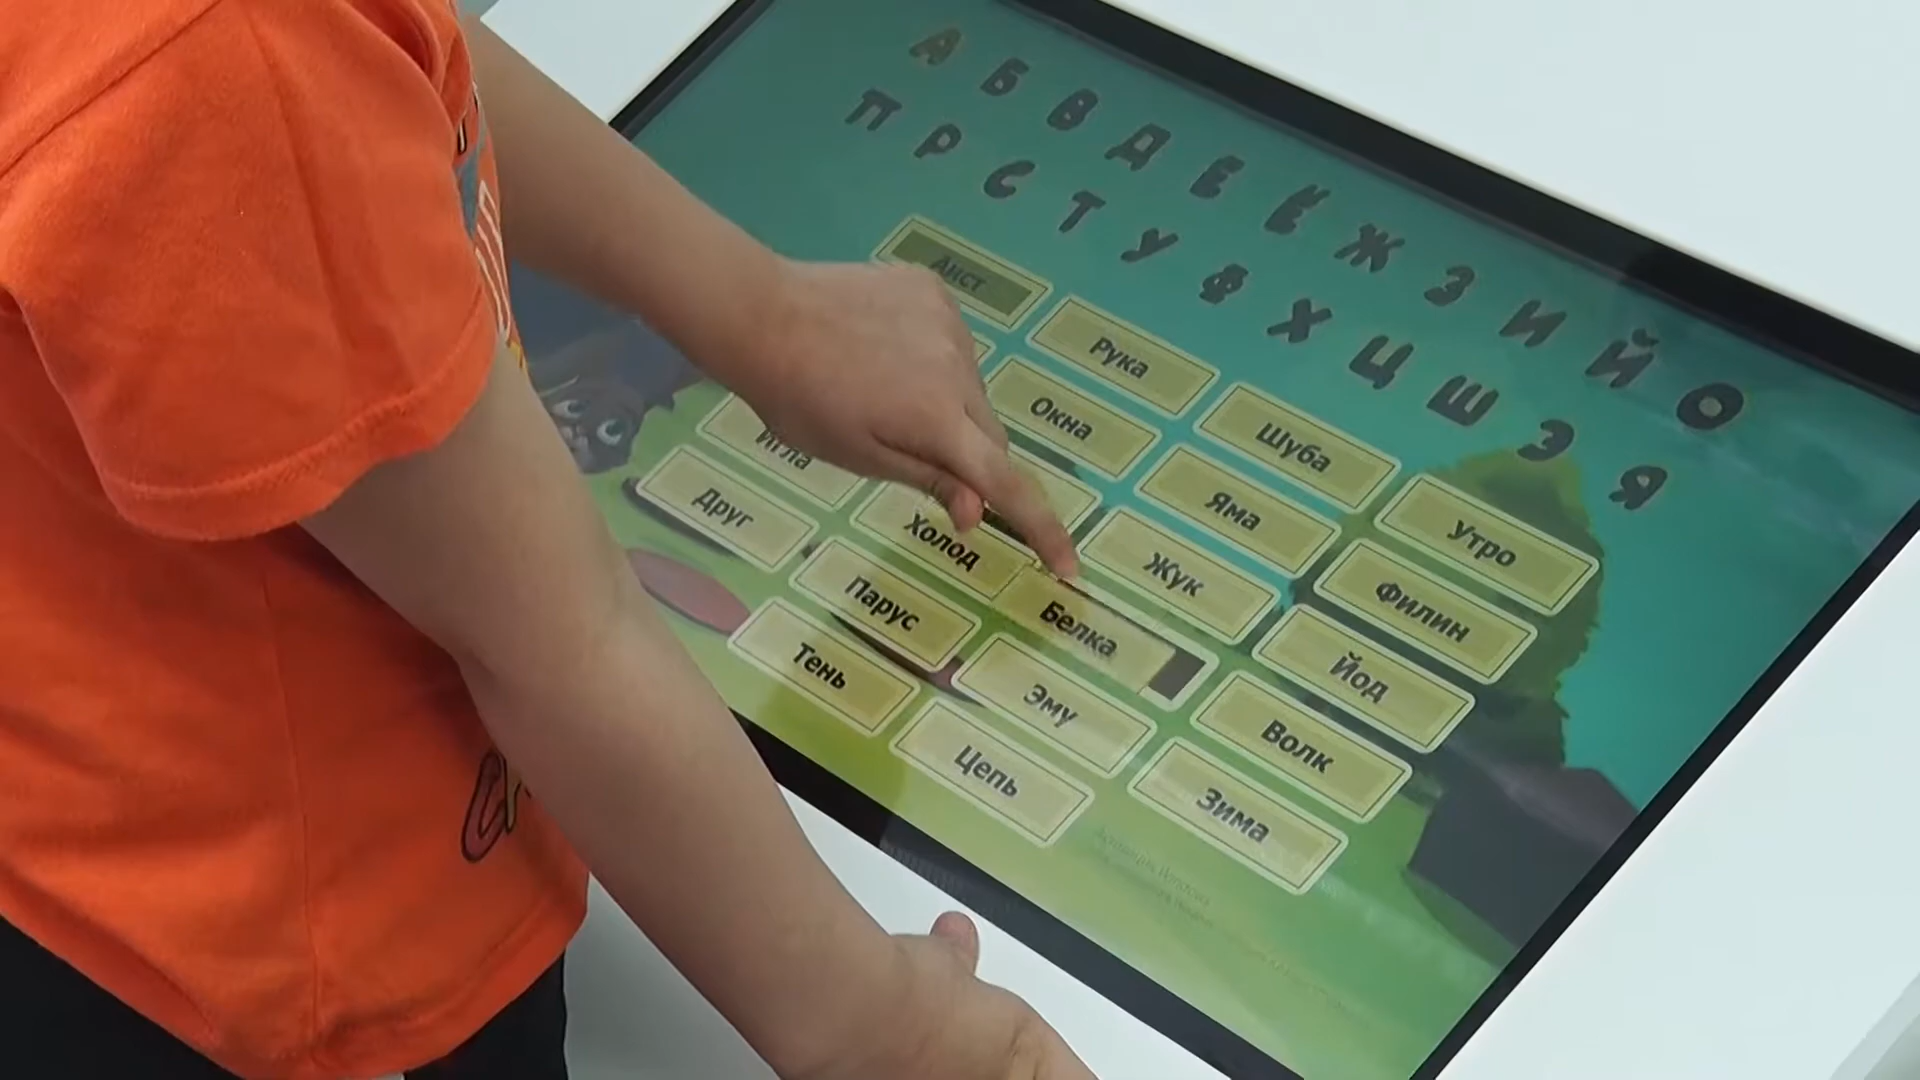 А Б В Д Е Ё Ж З И Й О
П Р С Т У Ф Х Ц Ш Э Я
Аист
Рука
Шуба
Утро
Окна
Яма
Филин
Игла
Жук
Йод
Друг
Холод
Белка
Волк
Парус
Эму
Зима
Тень
Цепь